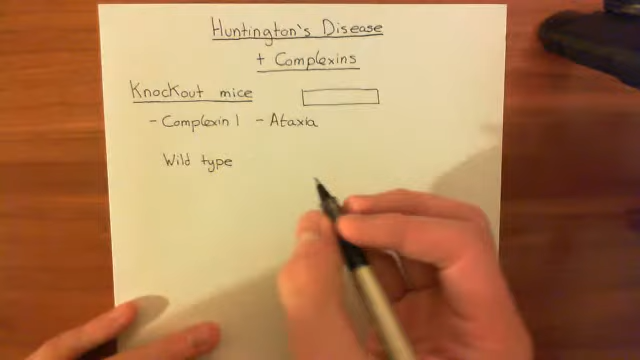 Huntington's Disease
+ Complexins
Knockout mice
- Complexin 1 - Ataxia
Wild type